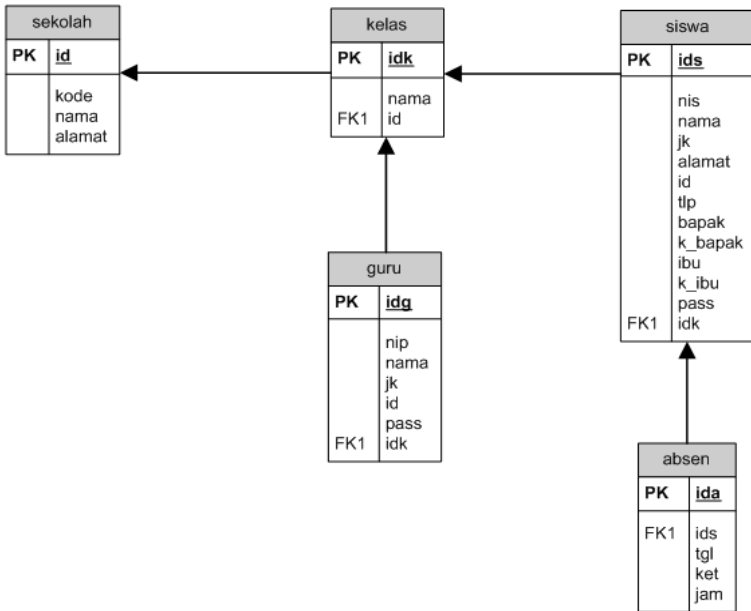 sekolah
PK id
kode
nama
alamat
kelas
PK idk
nama
FK1 id
siswa
PK ids
nis
nama
jk
alamat
id
tlp
bapak
k_bapak
ibu
k_ibu
pass
FK1 idk
guru
PK idg
nip
nama
jk
id
pass
FK1 idk
absen
PK ida
FK1 ids
tgl
ket
jam